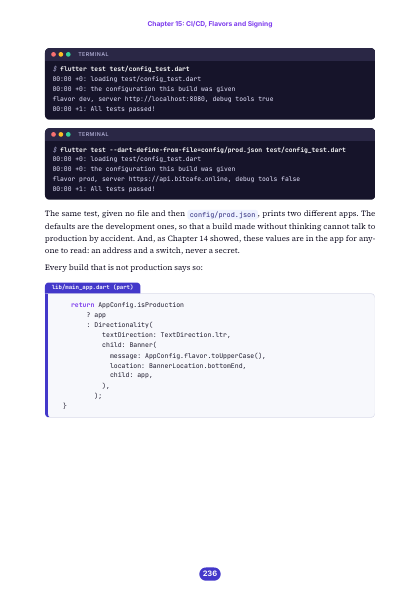 Chapter 15: CI/CD, Flavors and Signing
TERMINAL
$ flutter test test/config_test.dart
00:00 +0: loading test/config_test.dart
00:00 +0: the configuration this build was given
flavor dev, server http://localhost:8080, debug tools true
00:00 +1: All tests passed!
TERMINAL
$ flutter test --dart-define-from-file=config/prod.json test/config_test.dart
00:00 +0: loading test/config_test.dart
00:00 +0: the configuration this build was given
flavor prod, server https://api.bitcafe.online, debug tools false
00:00 +1: All tests passed!
The same test, given no file and then config/prod.json, prints two different apps. The
defaults are the development ones, so that a build made without thinking cannot talk to
production by accident. And, as Chapter 14 showed, these values are in the app for any-
one to read: an address and a switch, never a secret.
Every build that is not production says so:
lib/main_app.dart (part)
return AppConfig.isProduction
? app
: Directionality(
textDirection: TextDirection.ltr,
child: Banner(
message: AppConfig.flavor.toUpperCase(),
location: BannerLocation.bottomEnd,
child: app,
),
);
}
236